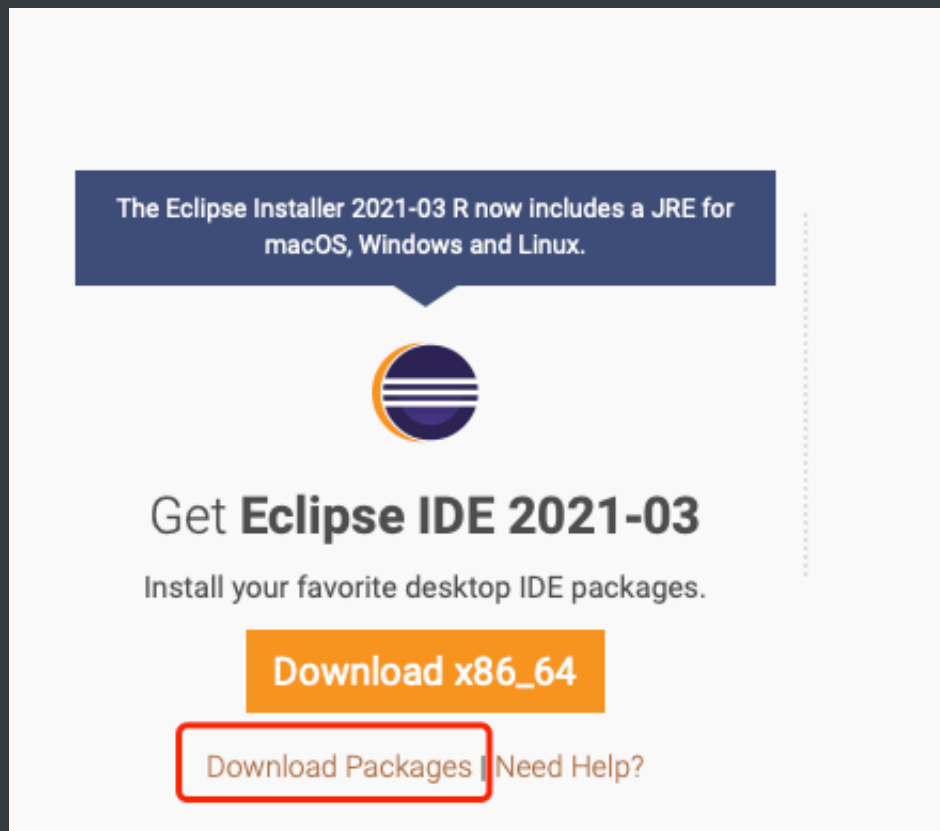 The Eclipse Installer 2021-03 R now includes a JRE for
macOS, Windows and Linux.
Get Eclipse IDE 2021-03
Install your favorite desktop IDE packages.
Download x86_64
Download Packages | Need Help?